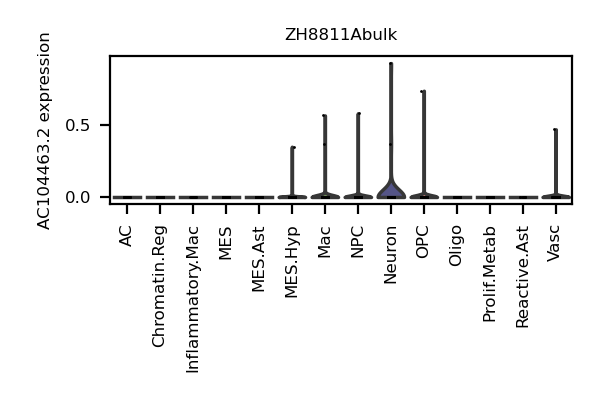 ZH8811Abulk
AC104463.2 expression
0.5
0.0
AC
Chromatin.Reg
Inflammatory.Mac
MES
MES.Ast
MES.Hyp
Mac
NPC
Neuron
OPC
Oligo
Prolif.Metab
Reactive.Ast
Vasc